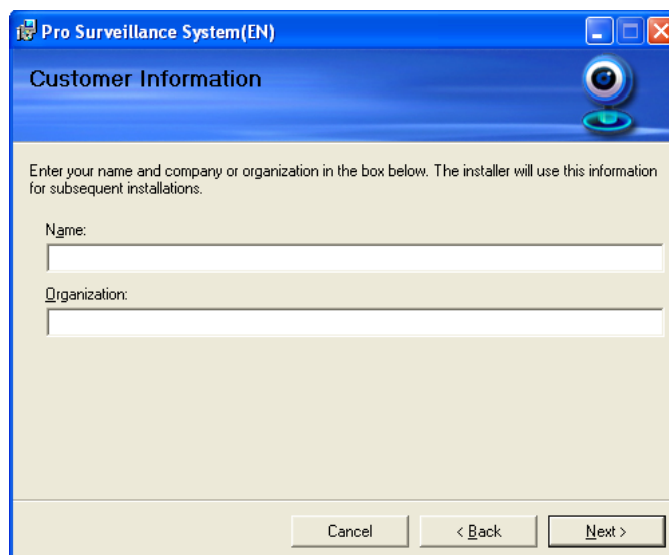 Pro Surveillance System(EN)
Customer Information
Enter your name and company or organization in the box below. The installer will use this information
for subsequent installations.
Name:
Organization:
Cancel
< Back
Next >